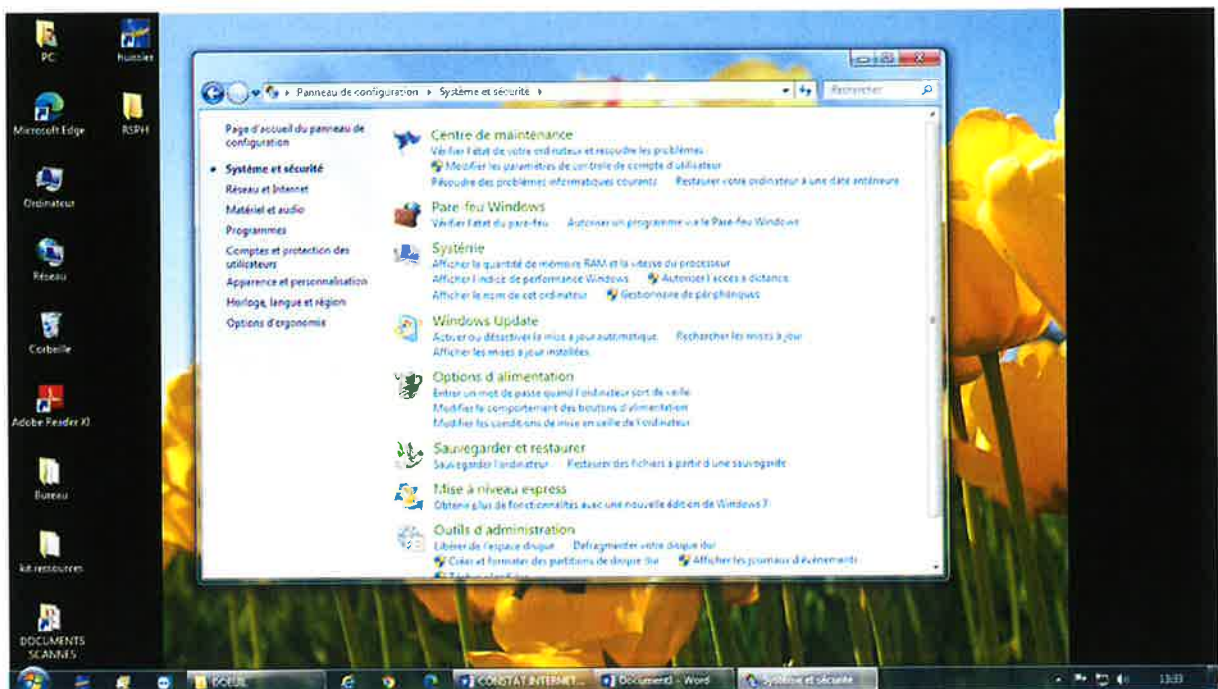 PC
huissier
Microsoft Edge
RSPH
Ordinateur
Réseau
Corbeille
Adobe Reader XI
Bureau
kit ressources
DOCUMENTS
SCANNES
Panneau de configuration Système et sécurité
Rechercher
Page d'accueil du panneau de
configuration
Système et sécurité
Réseau et Internet
Matériel et audio
Programmes
Comptes et protection des
utilisateurs
Apparence et personnalisation
Horloge, langue et région
Options d'ergonomie
Centre de maintenance
Vérifier l'état de votre ordinateur et résoudre les problèmes
Modifier les paramètres de contrôle de compte d'utilisateur
Résoudre des problèmes informatiques courants Restaurer votre ordinateur à une date antérieure
Pare-feu Windows
Vérifier l'état du pare-feu Autoriser un programme via le Pare-feu Windows
Système
Afficher la quantité de mémoire RAM et la vitesse du processeur
Afficher l'indice de performance Windows Autoriser l'accès à distance
Afficher le nom de cet ordinateur Gestionnaire de périphériques
Windows Update
Activer ou désactiver la mise à jour automatique Rechercher les mises à jour
Afficher les mises à jour installées
Options d'alimentation
Entrer un mot de passe quand l'ordinateur sort de veille
Modifier le comportement des boutons d'alimentation
Modifier les conditions de mise en veille de l'ordinateur
Sauvegarder et restaurer
Sauvegarder l'ordinateur Restaurer des fichiers à partir d'une sauvegarde
Mise à niveau express
Obtenir plus de fonctionnalités avec une nouvelle édition de Windows 7
Outils d'administration
Libérer de l'espace disque Défragmenter votre disque dur
Créer et formater des partitions de disque dur Afficher les journaux d'événements
DOEUIL
CONSTAT INTERNET...
Document1 - Word
Système et sécurité
13:33